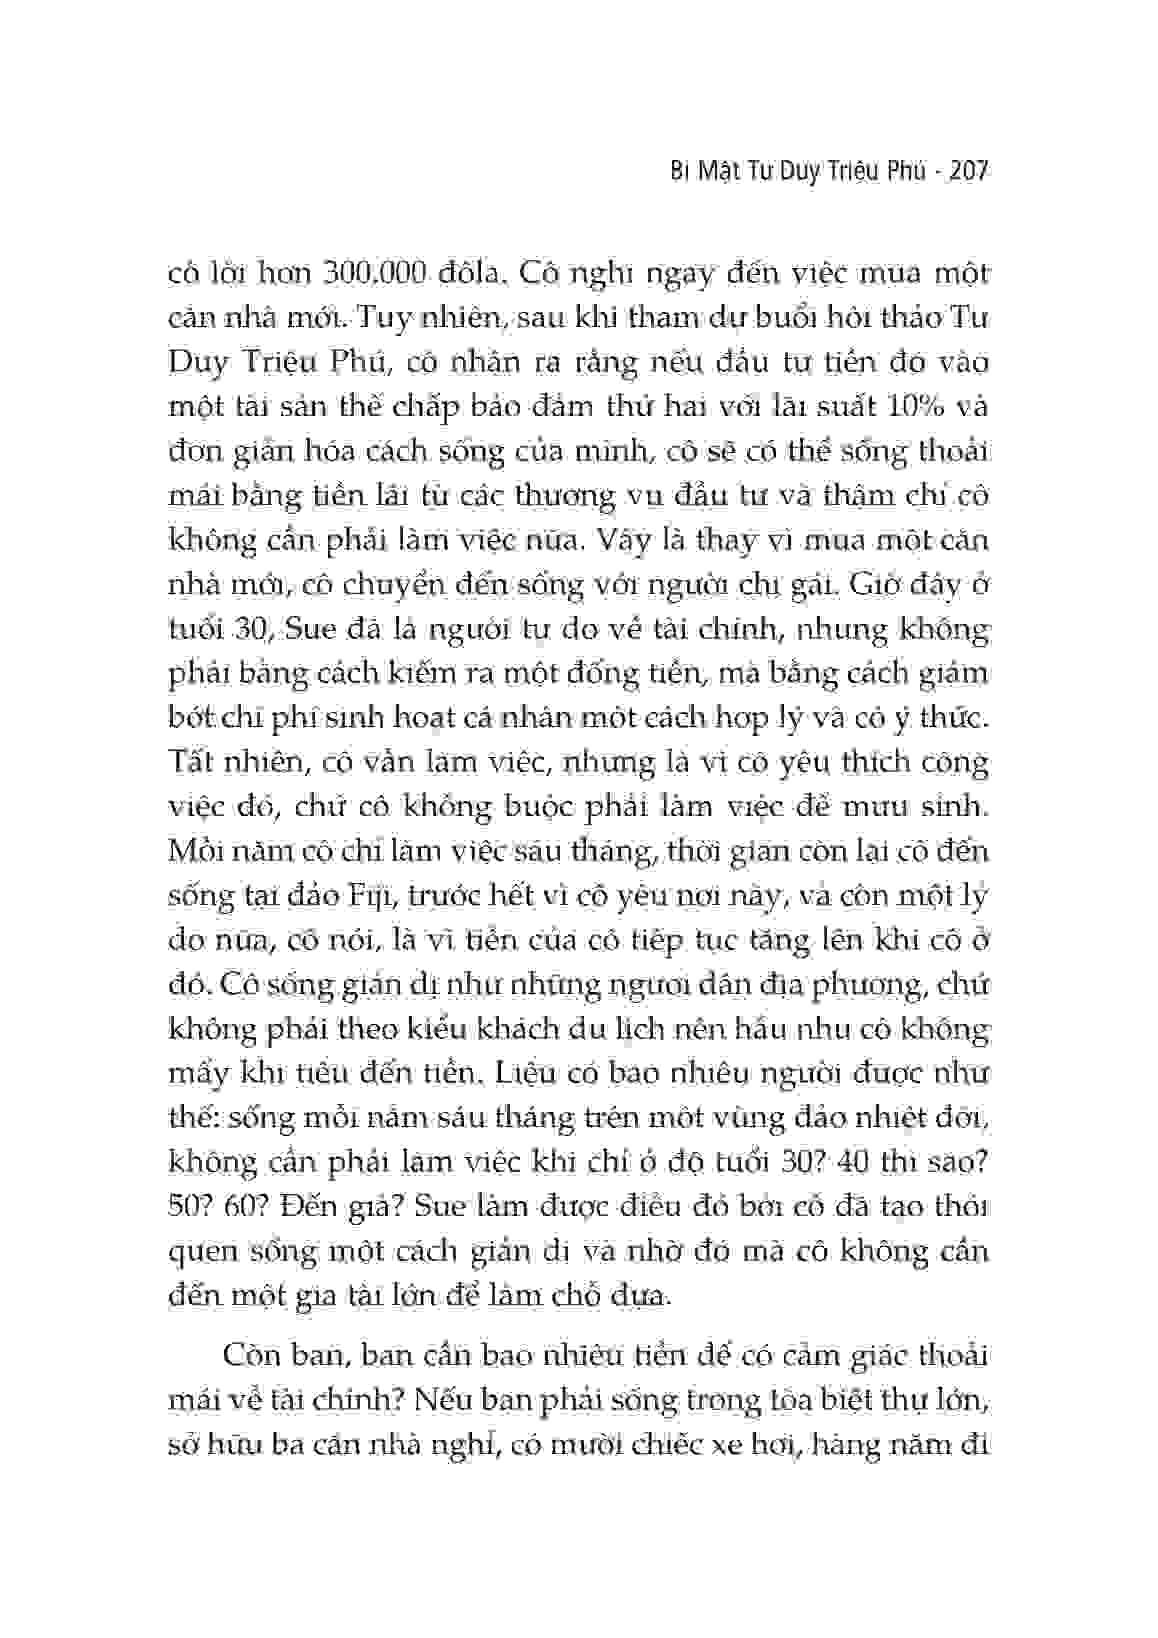 Bí Mật Tư Duy Triệu Phú - 207
có lời hơn 300.000 đôla. Cô nghĩ ngay đến việc mua một
căn nhà mới. Tuy nhiên, sau khi tham dự buổi hội thảo Tư
Duy Triệu Phú, cô nhận ra rằng nếu đầu tư tiền đó vào
một tài sản thế chấp bảo đảm thứ hai với lãi suất 10% và
đơn giản hóa cách sống của mình, cô sẽ có thể sống thoải
mái bằng tiền lãi từ các thương vụ đầu tư và thậm chí cô
không cần phải làm việc nữa. Vậy là thay vì mua một căn
nhà mới, cô chuyển đến sống với người chị gái. Giờ đây ở
tuổi 30, Sue đã là người tự do về tài chính, nhưng không
phải bằng cách kiếm ra một đống tiền, mà bằng cách giảm
bớt chi phí sinh hoạt cá nhân một cách hợp lý và có ý thức.
Tất nhiên, cô vẫn làm việc, nhưng là vì cô yêu thích công
việc đó, chứ cô không buộc phải làm việc để mưu sinh.
Mỗi năm cô chỉ làm việc sáu tháng, thời gian còn lại cô đến
sống tại đảo Fiji, trước hết vì cô yêu nơi này, và còn một lý
do nữa, cô nói, là vì tiền của cô tiếp tục tăng lên khi cô ở
đó. Cô sống giản dị như những người dân địa phương, chứ
không phải theo kiểu khách du lịch nên hầu như cô không
mấy khi tiêu đến tiền. Liệu có bao nhiêu người được như
thế: sống mỗi năm sáu tháng trên một vùng đảo nhiệt đới,
không cần phải làm việc khi chỉ ở độ tuổi 30? 40 thì sao?
50? 60? Đến già? Sue làm được điều đó bởi cô đã tạo thói
quen sống một cách giản dị và nhờ đó mà cô không cần
đến một gia tài lớn để làm chỗ dựa.
Còn bạn, bạn cần bao nhiêu tiền để có cảm giác thoải
mái về tài chính? Nếu bạn phải sống trong tòa biệt thự lớn,
sở hữu ba căn nhà nghỉ, có mười chiếc xe hơi, hàng năm đi